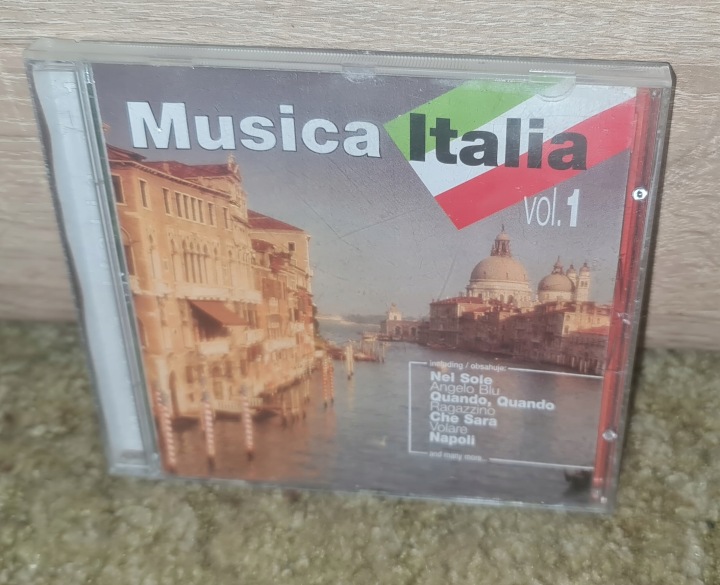 Musica Italia
vol.1
including / obsahuje:
Nel Sole
Angelo Blu
Quando, Quando
Ragazzino
Che Sara
Volare
Napoli
and many more...